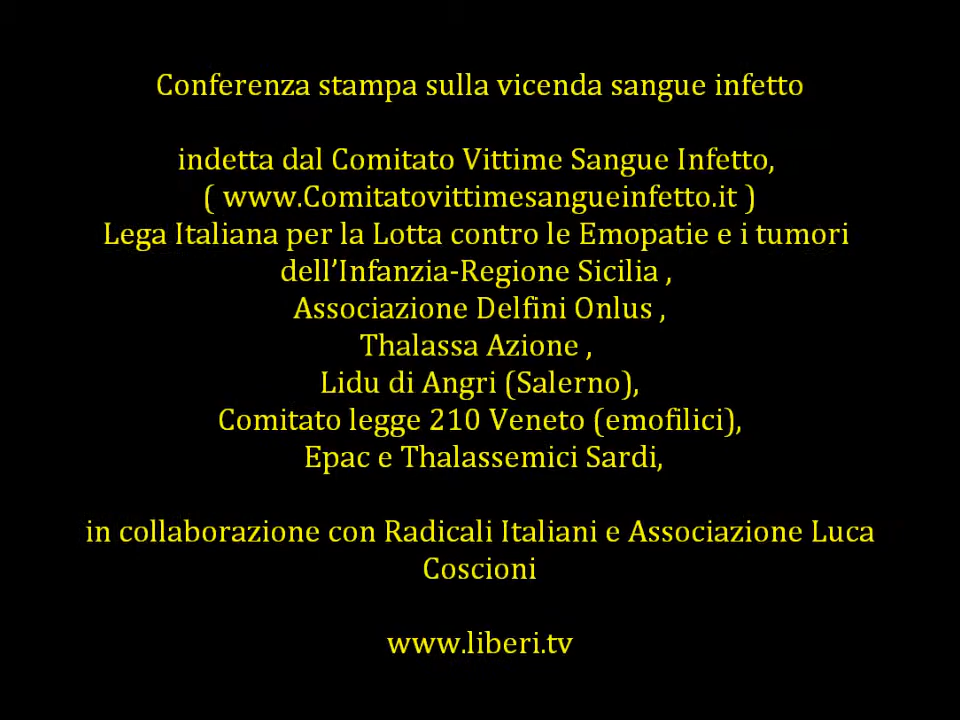 Conferenza stampa sulla vicenda sangue infetto
indetta dal Comitato Vittime Sangue Infetto,
( www.Comitatovittimesangueinfetto.it )
Lega Italiana per la Lotta contro le Emopatie e i tumori
dell’Infanzia-Regione Sicilia ,
Associazione Delfini Onlus ,
Thalassa Azione ,
Lidu di Angri (Salerno),
Comitato legge 210 Veneto (emofilici),
Epac e Thalassemici Sardi,
in collaborazione con Radicali Italiani e Associazione Luca
Coscioni
www.liberi.tv